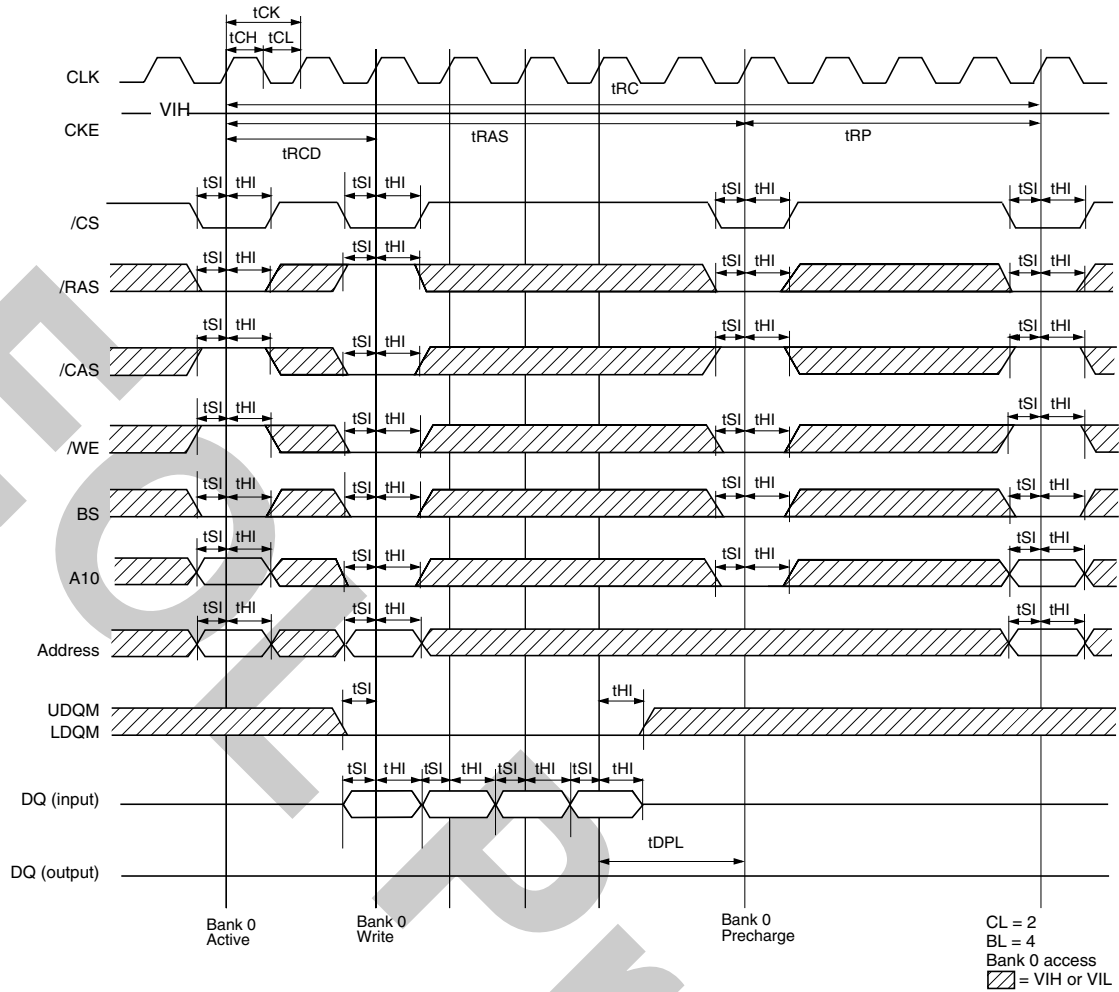 tCK
tCH tCL
CLK
tRC
VIH
CKE
tRAS tRP
tRCD
tSI tHI tSI tHI tSI tHI tSI tHI
/CS
tSI tHI tSI tHI tSI tHI tSI tHI
/RAS
tSI tHI tSI tHI tSI tHI tSI tHI
/CAS
tSI tHI tSI tHI tSI tHI tSI tHI
/WE
tSI tHI tSI tHI tSI tHI tSI tHI
BS
tSI tHI tSI tHI tSI tHI tSI tHI
A10
tSI tHI tSI tHI tSI tHI
Address
tSI tHI
UDQM
LDQM
tSI tHI tSI tHI tSI tHI tSI tHI
DQ (input)
tDPL
DQ (output)
Bank 0
Active
Bank 0
Write
Bank 0
Precharge
CL = 2
BL = 4
Bank 0 access
= VIH or VIL